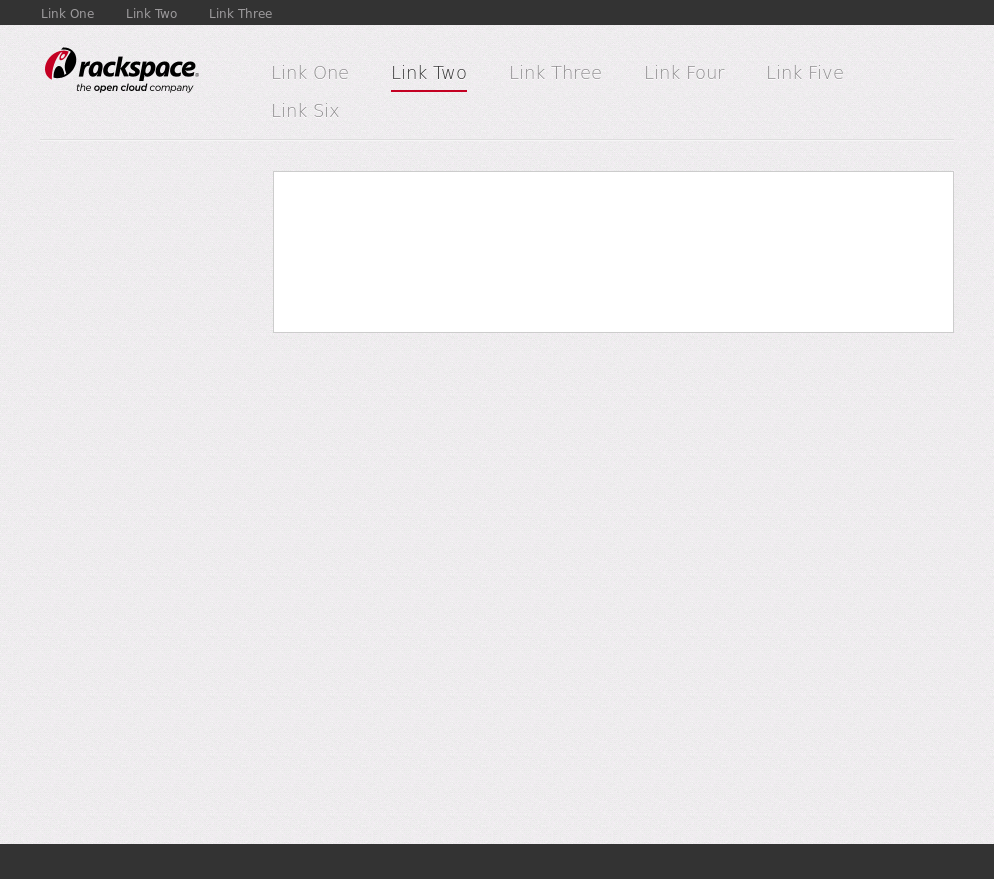 Link One Link Two Link Three
rackspace®
the open cloud company
Link One Link Two Link Three Link Four Link Five
Link Six